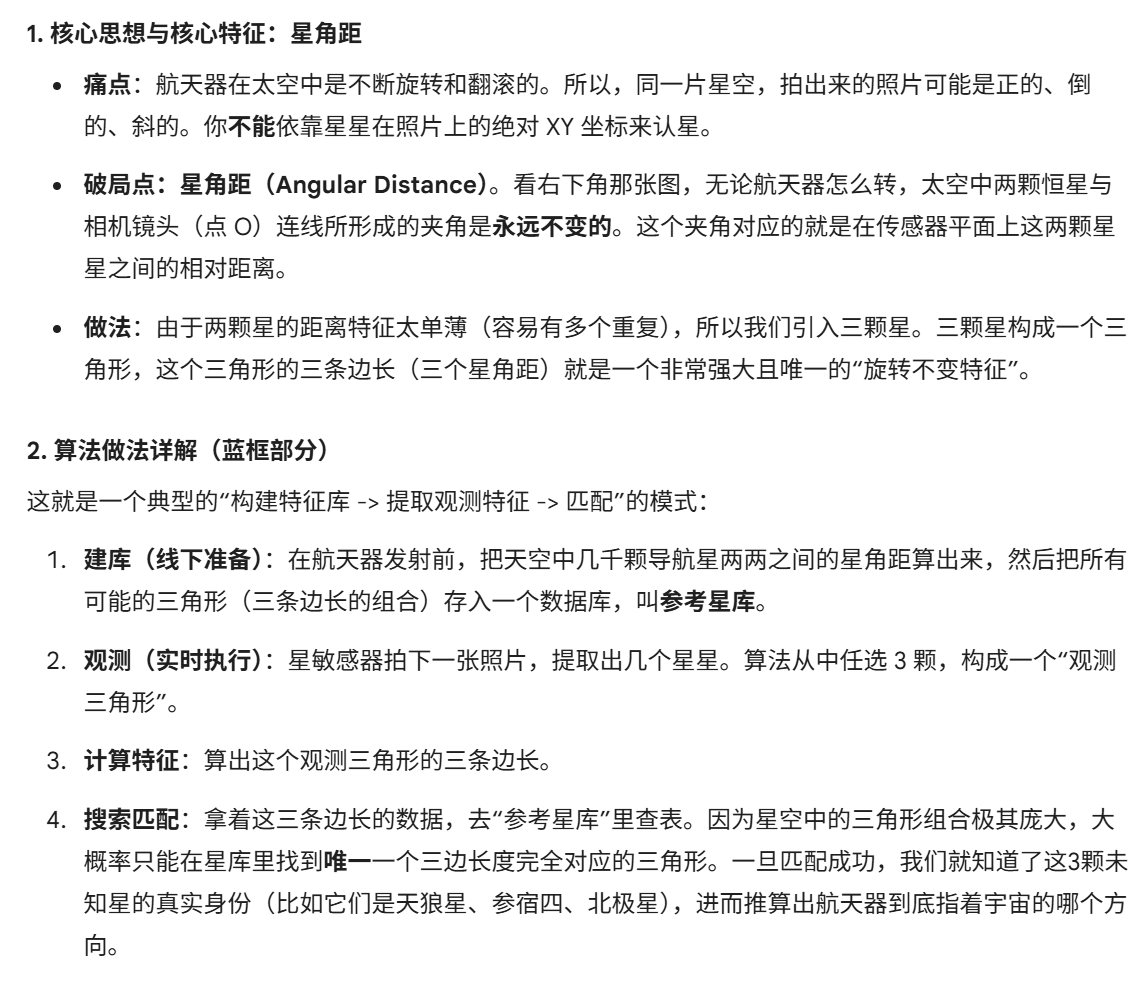 1. 核心思想与核心特征：星角距
• 痛点：航天器在太空中是不断旋转和翻滚的。所以，同一片星空，拍出来的照片可能是正的、倒
的、斜的。你不能依靠星星在照片上的绝对 XY 坐标来认星。
• 破局点：星角距（Angular Distance）。看右下角那张图，无论航天器怎么转，太空中两颗恒星与
相机镜头（点 O）连线所形成的夹角是永远不变的。这个夹角对应的就是在传感器平面上这两颗星
星之间的相对距离。
• 做法：由于两颗星的距离特征太单薄（容易有多个重复），所以我们引入三颗星。三颗星构成一个三
角形，这个三角形的三条边长（三个星角距）就是一个非常强大且唯一的“旋转不变特征”。
2. 算法做法详解（蓝框部分）
这就是一个典型的“构建特征库 -> 提取观测特征 -> 匹配”的模式：
1. 建库（线下准备）：在航天器发射前，把天空中几千颗导航星两两之间的星角距算出来，然后把所有
可能的三角形（三条边长的组合）存入一个数据库，叫参考星库。
2. 观测（实时执行）：星敏感器拍下一张照片，提取出几个星星。算法从中任选 3 颗，构成一个“观测
三角形”。
3. 计算特征：算出这个观测三角形的三条边长。
4. 搜索匹配：拿着这三条边长的数据，去“参考星库”里查表。因为星空中的三角形组合极其庞大，大
概率只能在星库里找到唯一一个三边长度完全对应的三角形。一旦匹配成功，我们就知道了这3颗未
知星的真实身份（比如它们是天狼星、参宿四、北极星），进而推算出航天器到底指着宇宙的哪个方
向。